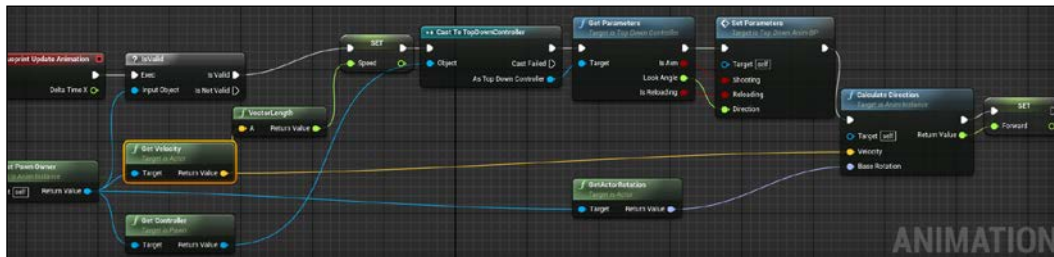 ueprint Update Animation
Delta Time X
? IsValid
Exec
Is Valid
Input Object
Is Not Valid
SET
Speed
Cast To TopDownController
Object
Cast Failed
As Top Down Controller
f Get Parameters
Target is Top Down Controller
Target
Is Aim
Look Angle
Is Reloading
Set Parameters
Target is Top Down Anim BP
Target self
Shooting
Reloading
Direction
f Calculate Direction
Target is Anim Instance
Target self
Return Value
Velocity
Base Rotation
SET
Forward
f VectorLength
A
Return Value
f Get Velocity
Target is Actor
Target
Return Value
t Pawn Owner
is Anim Instance
self
Return Value
f GetActorRotation
Target is Actor
Target
Return Value
f Get Controller
Target is Pawn
Target
Return Value
ANIMATION